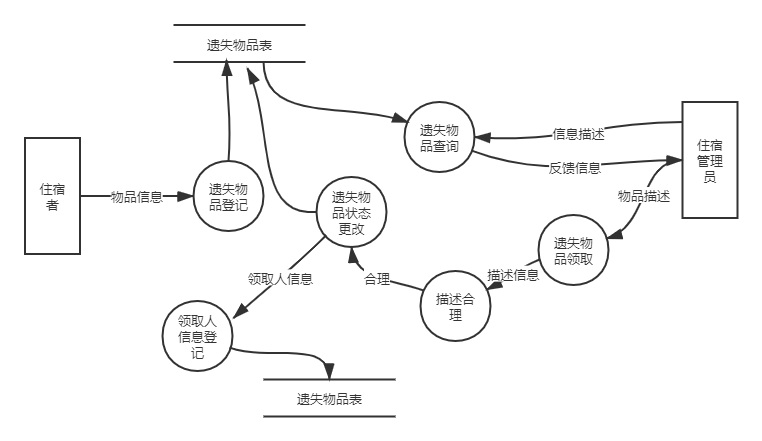 遗失物品表
住宿
者
物品信息
遗失物
品登记
遗失物
品查询
信息描述
反馈信息
住宿
管理
员
物品描述
遗失物
品状态
更改
遗失物
品领取
描述信息
描述合
理
合理
领取人信息
领取人
信息登
记
遗失物品表